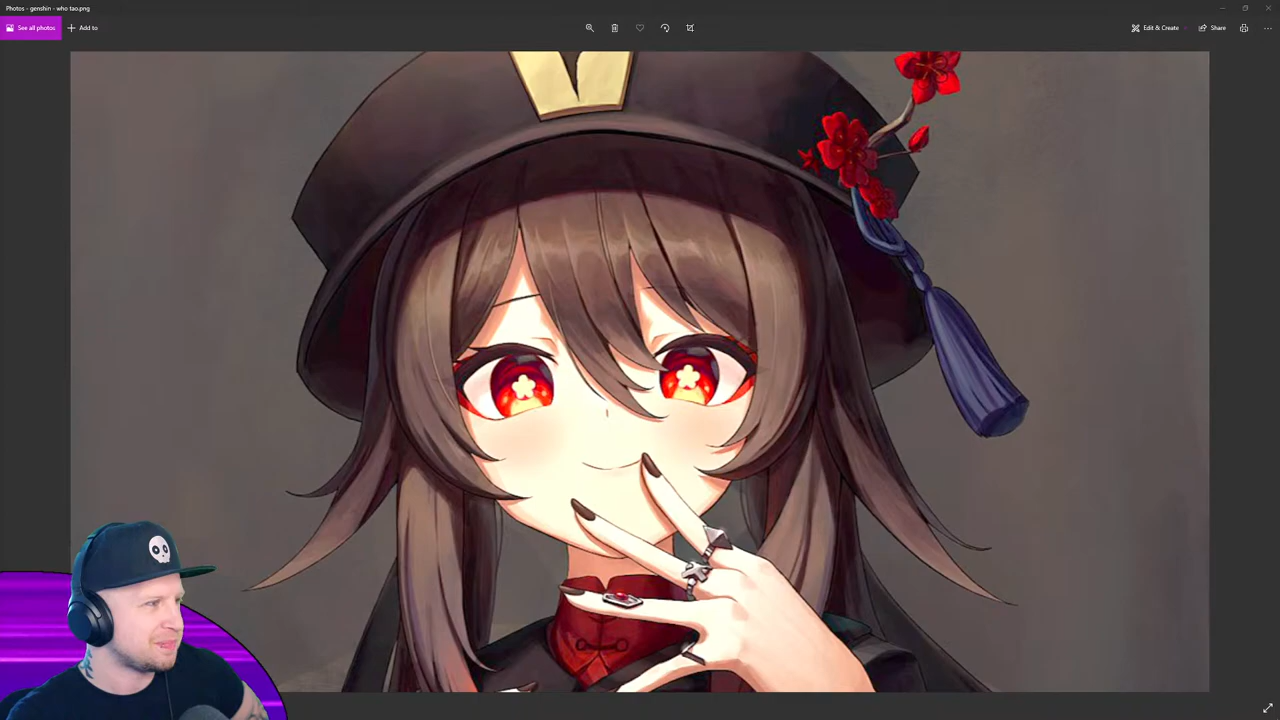 Photos - genshin - who tao.png
See all photos
Add to
Edit & Create
Share